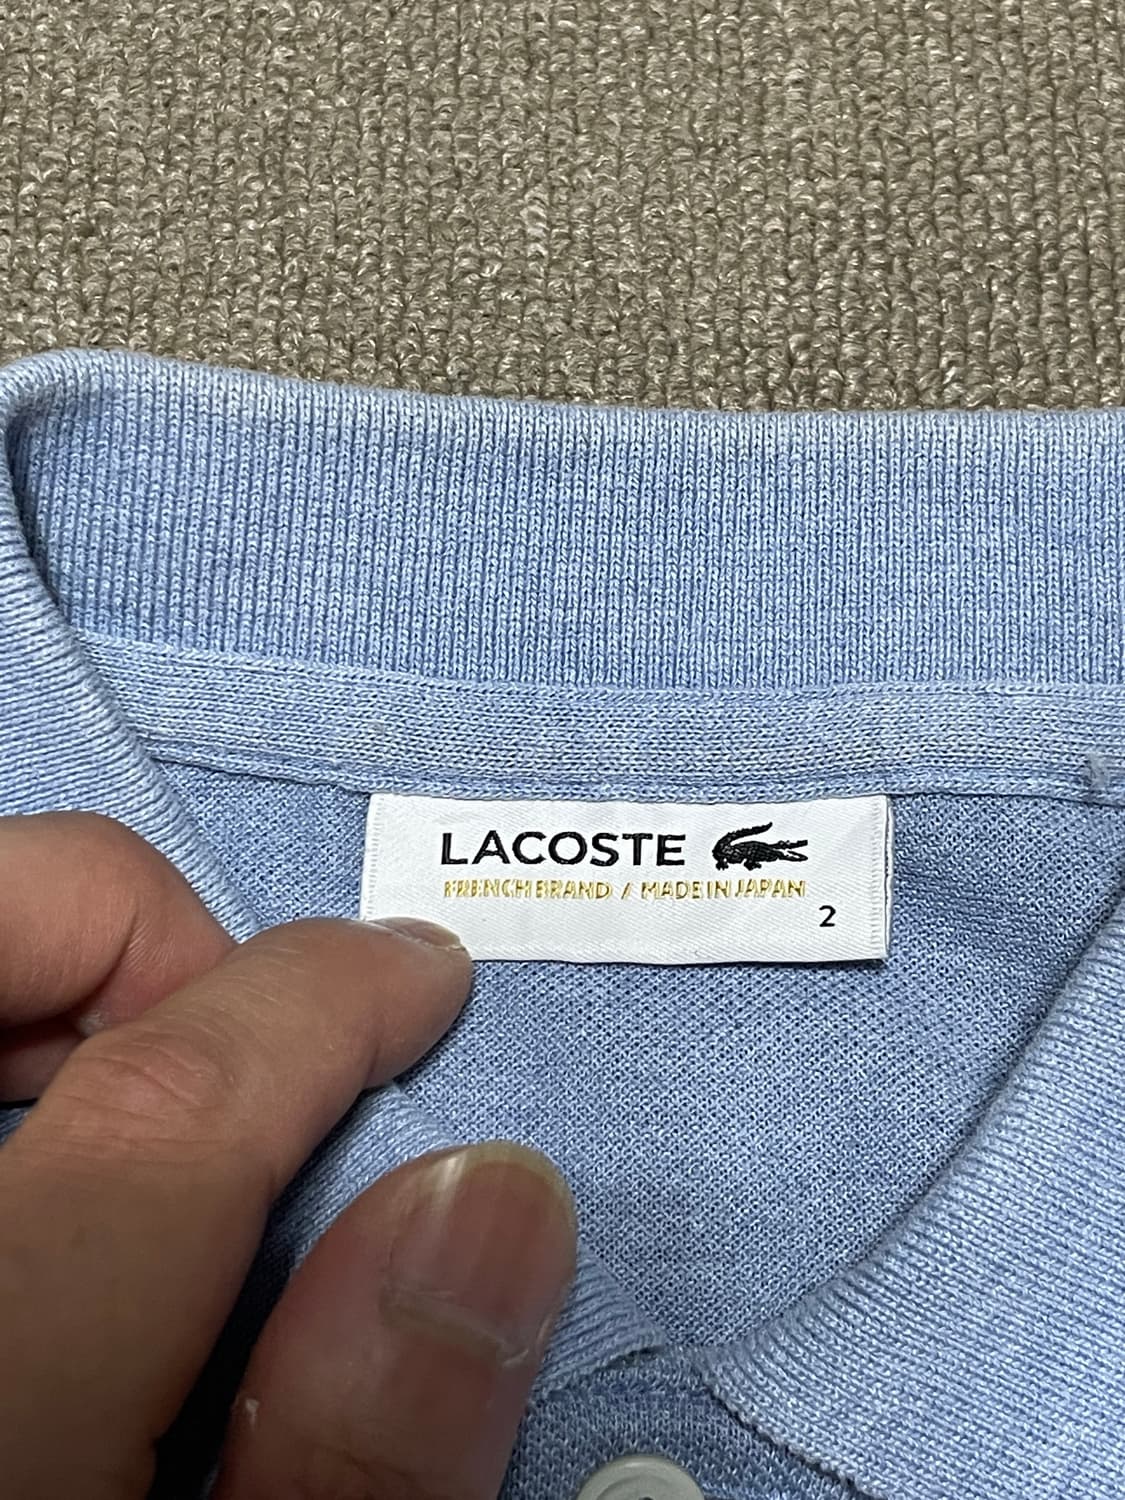 LACOSTE
FRENCH BRAND / MADE IN JAPAN
2